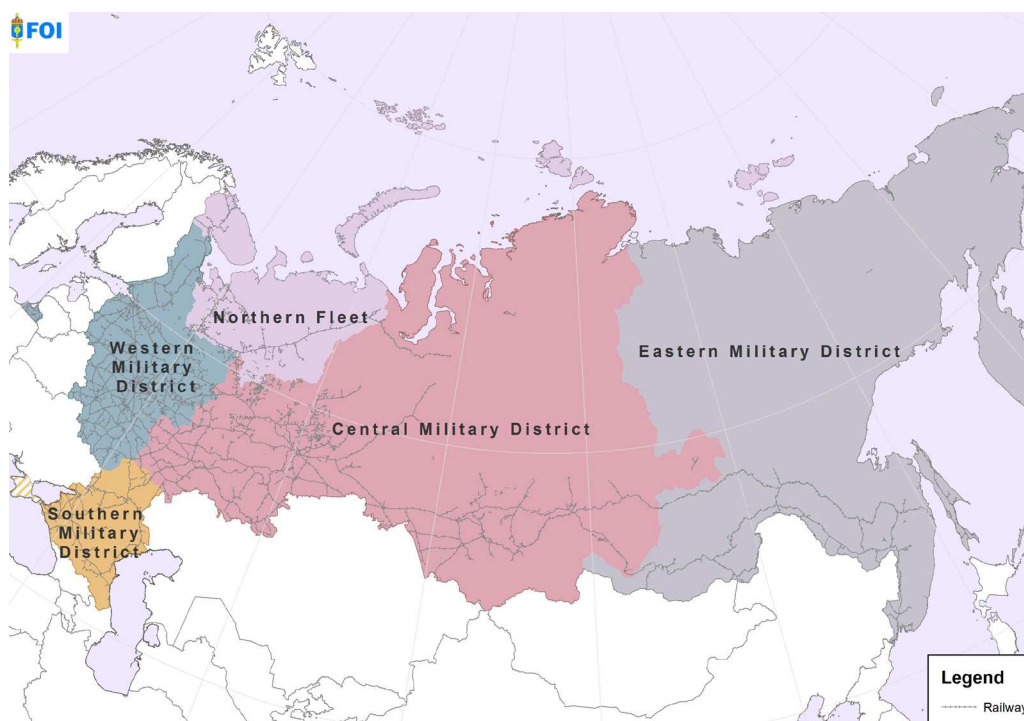 FOI
Northern Fleet
Western
Military
District
Eastern Military District
Central Military District
Southern
Military
District
Legend
Railway